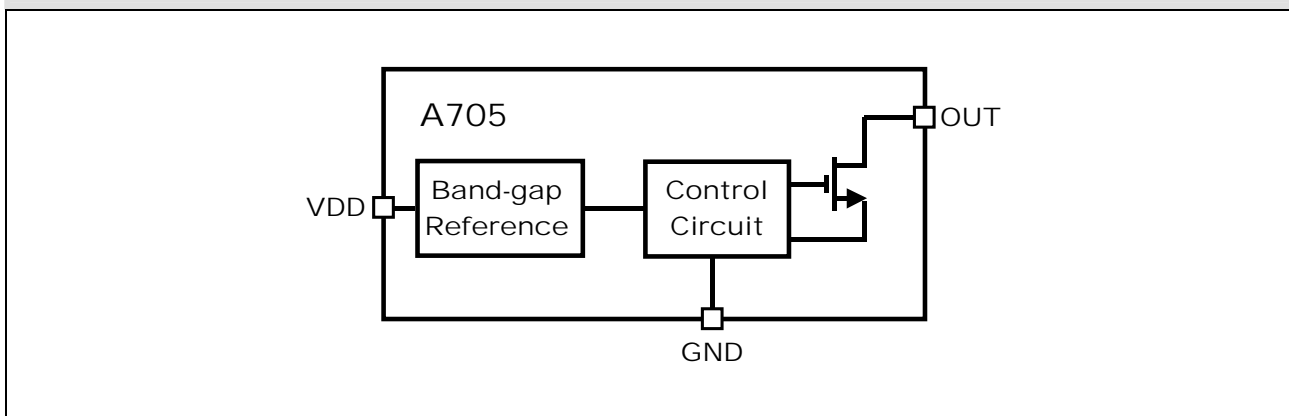 A705
OUT
VDD
Band-gap
Reference
Control
Circuit
GND